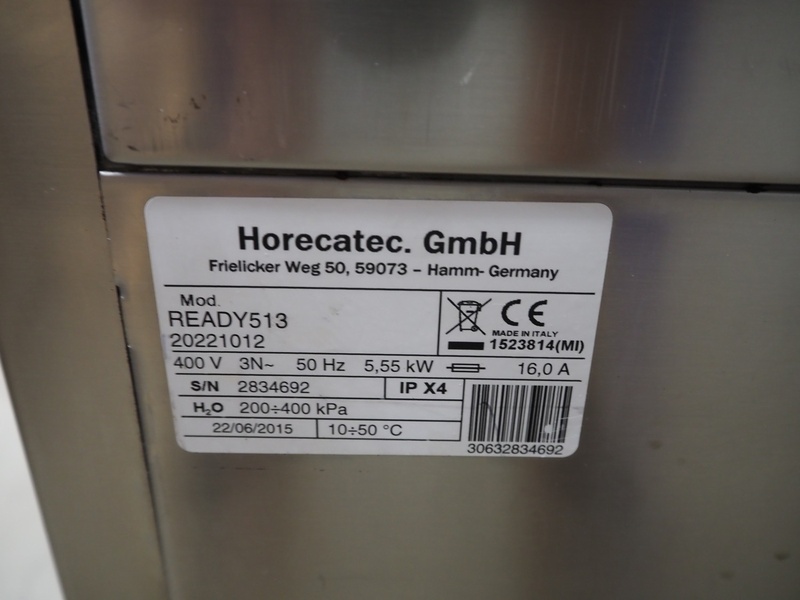 Horecatec. GmbH
Frielicker Weg 50, 59073 – Hamm- Germany
Mod.
READY513
20221012
CE
MADE IN ITALY
1523814(MI)
400 V 3N~ 50 Hz 5,55 kW 16,0 A
S/N 2834692 IP X4
H₂O 200÷400 kPa
22/06/2015 10÷50 °C
30632834692